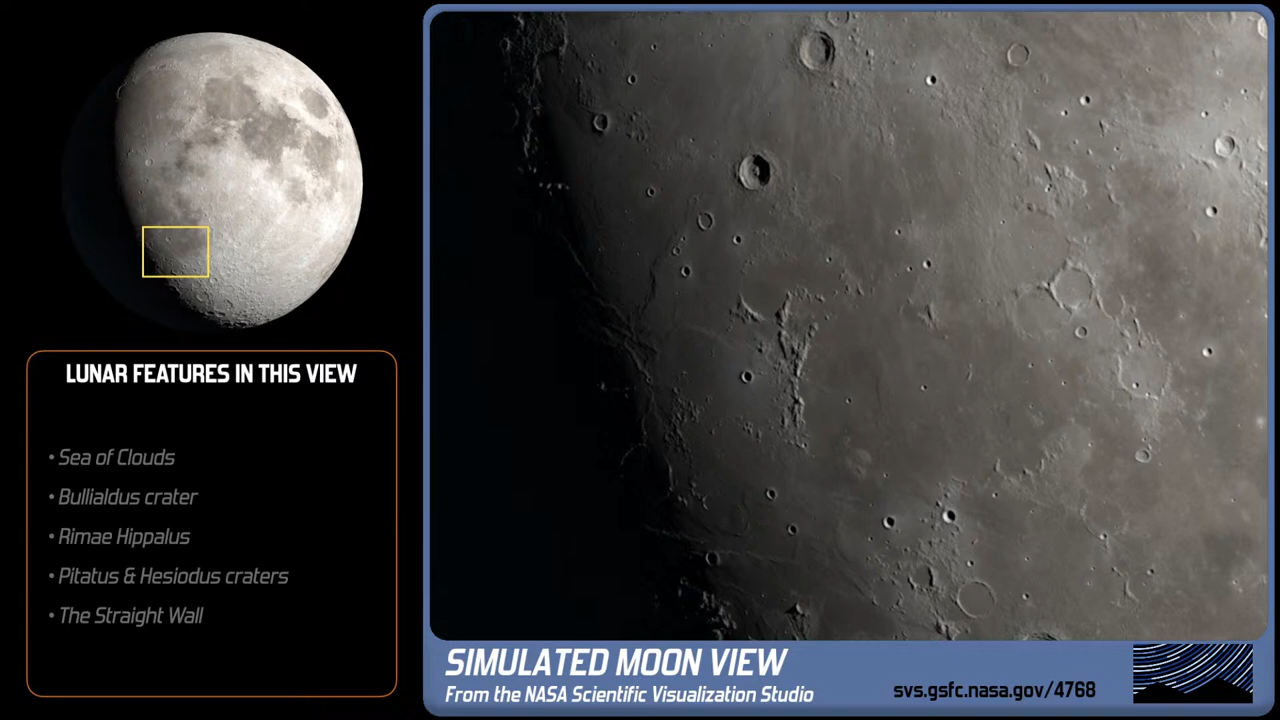 LUNAR FEATURES IN THIS VIEW
• Sea of Clouds
• Bullialdus crater
• Rimae Hippalus
• Pitatus & Hesiodus craters
• The Straight Wall
SIMULATED MOON VIEW
From the NASA Scientific Visualization Studio
svs.gsfc.nasa.gov/4768